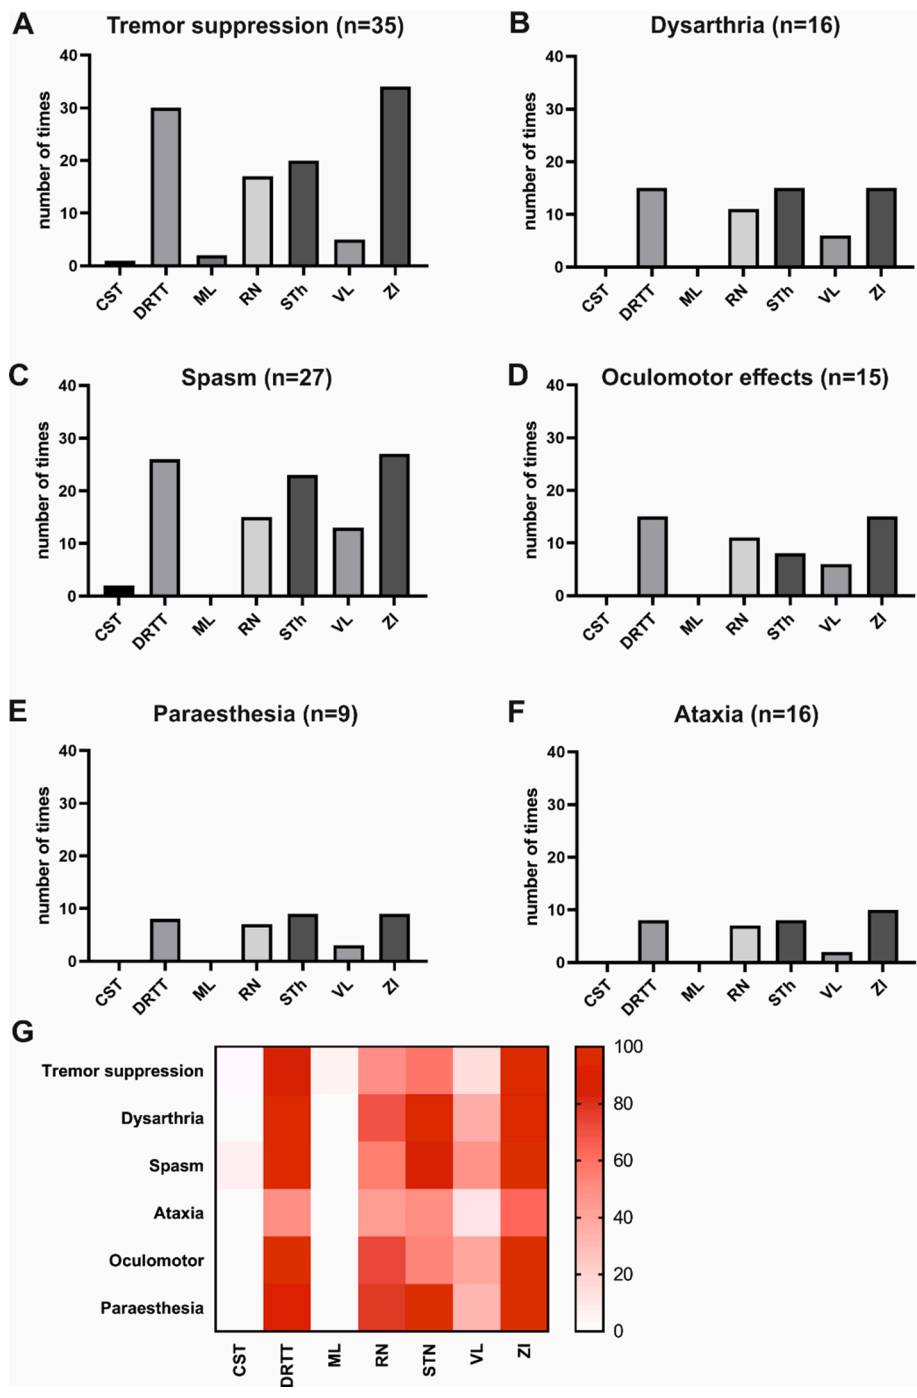 A Tremor suppression (n=35)
number of times
40
30
20
10
0
CST DRTT ML RN STh VL ZI
B Dysarthria (n=16)
number of times
40
30
20
10
0
CST DRTT ML RN STh VL ZI
C Spasm (n=27)
number of times
40
30
20
10
0
CST DRTT ML RN STh VL ZI
D Oculomotor effects (n=15)
number of times
40
30
20
10
0
CST DRTT ML RN STh VL ZI
E Paraesthesia (n=9)
number of times
40
30
20
10
0
CST DRTT ML RN STh VL ZI
F Ataxia (n=16)
number of times
40
30
20
10
0
CST DRTT ML RN STh VL ZI
G
Tremor suppression
Dysarthria
Spasm
Ataxia
Oculomotor
Paraesthesia
CST DRTT ML RN STN VL ZI
100
80
60
40
20
0